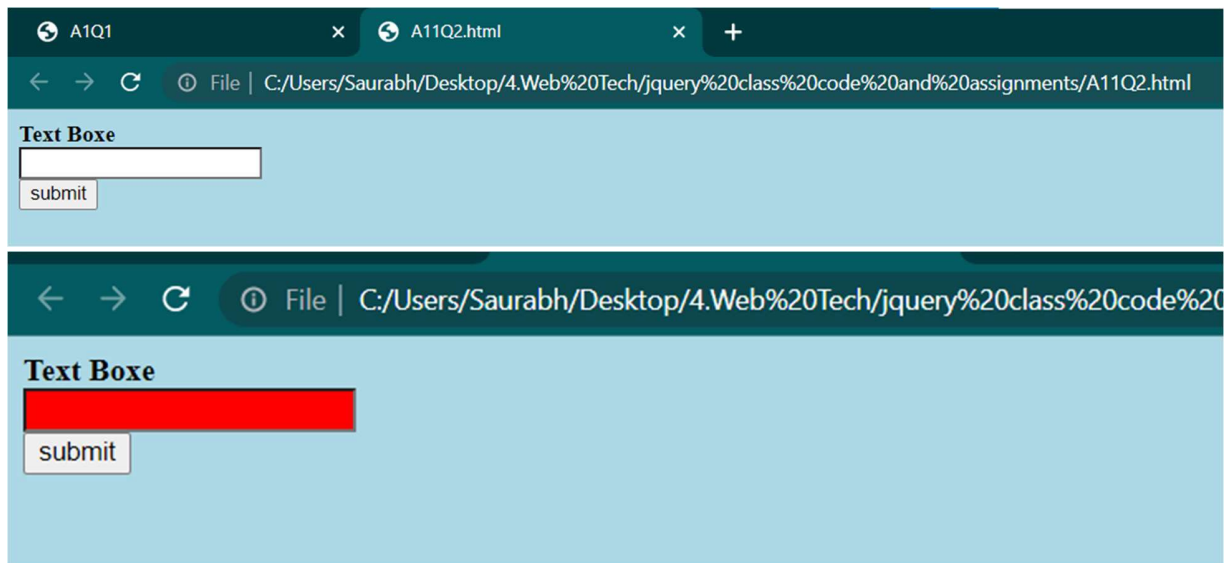 A1Q1
A11Q2.html
File | C:/Users/Saurabh/Desktop/4.Web%20Tech/jquery%20class%20code%20and%20assignments/A11Q2.html
Text Boxe
submit
File | C:/Users/Saurabh/Desktop/4.Web%20Tech/jquery%20class%20code%20
Text Boxe
submit